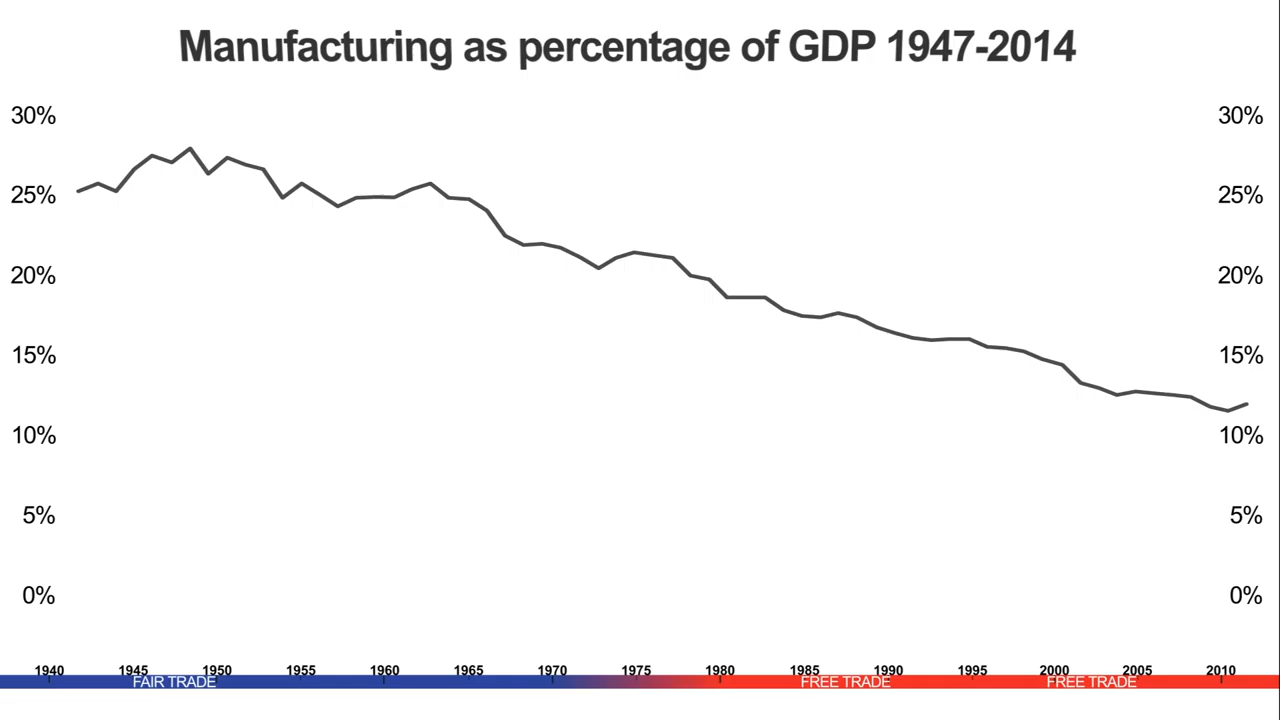 Manufacturing as percentage of GDP 1947-2014
30% 30%
25% 25%
20% 20%
15% 15%
10% 10%
5% 5%
0% 0%
1940 1945 1950 1955 1960 1965 1970 1975 1980 1985 1990 1995 2000 2005 2010
FAIR TRADE FREE TRADE FREE TRADE